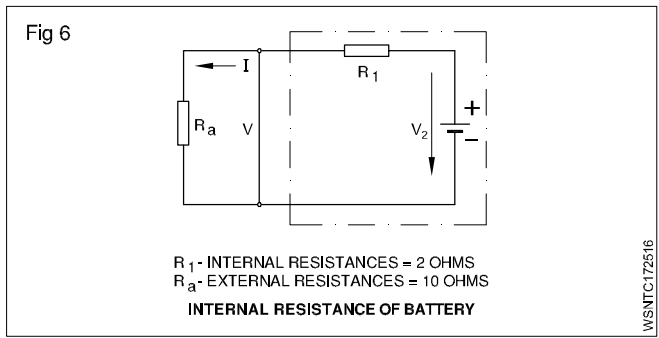 Fig 6
I
R1
Ra
V
V2
+
–
R1- INTERNAL RESISTANCES = 2 OHMS
Ra- EXTERNAL RESISTANCES = 10 OHMS
INTERNAL RESISTANCE OF BATTERY
WSNTC172516